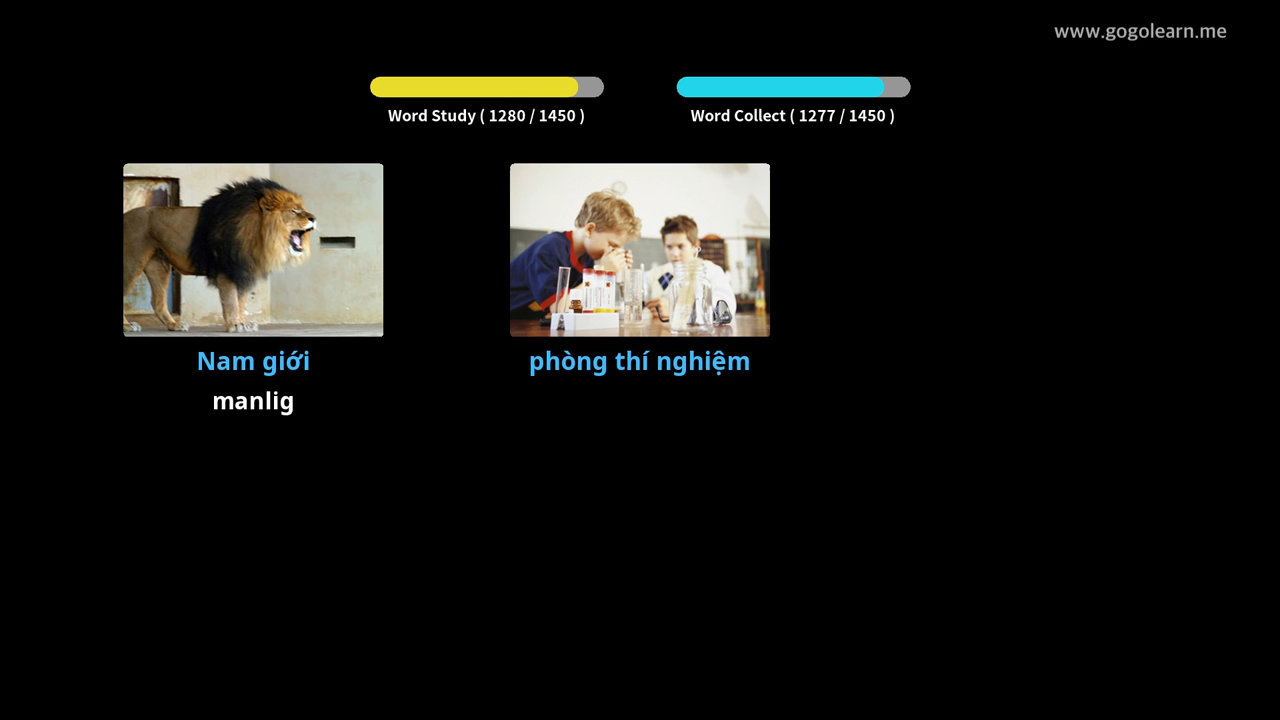 www.gogolearn.me
Word Study ( 1280 / 1450 )
Word Collect ( 1277 / 1450 )
Nam giới
phòng thí nghiệm
manlig